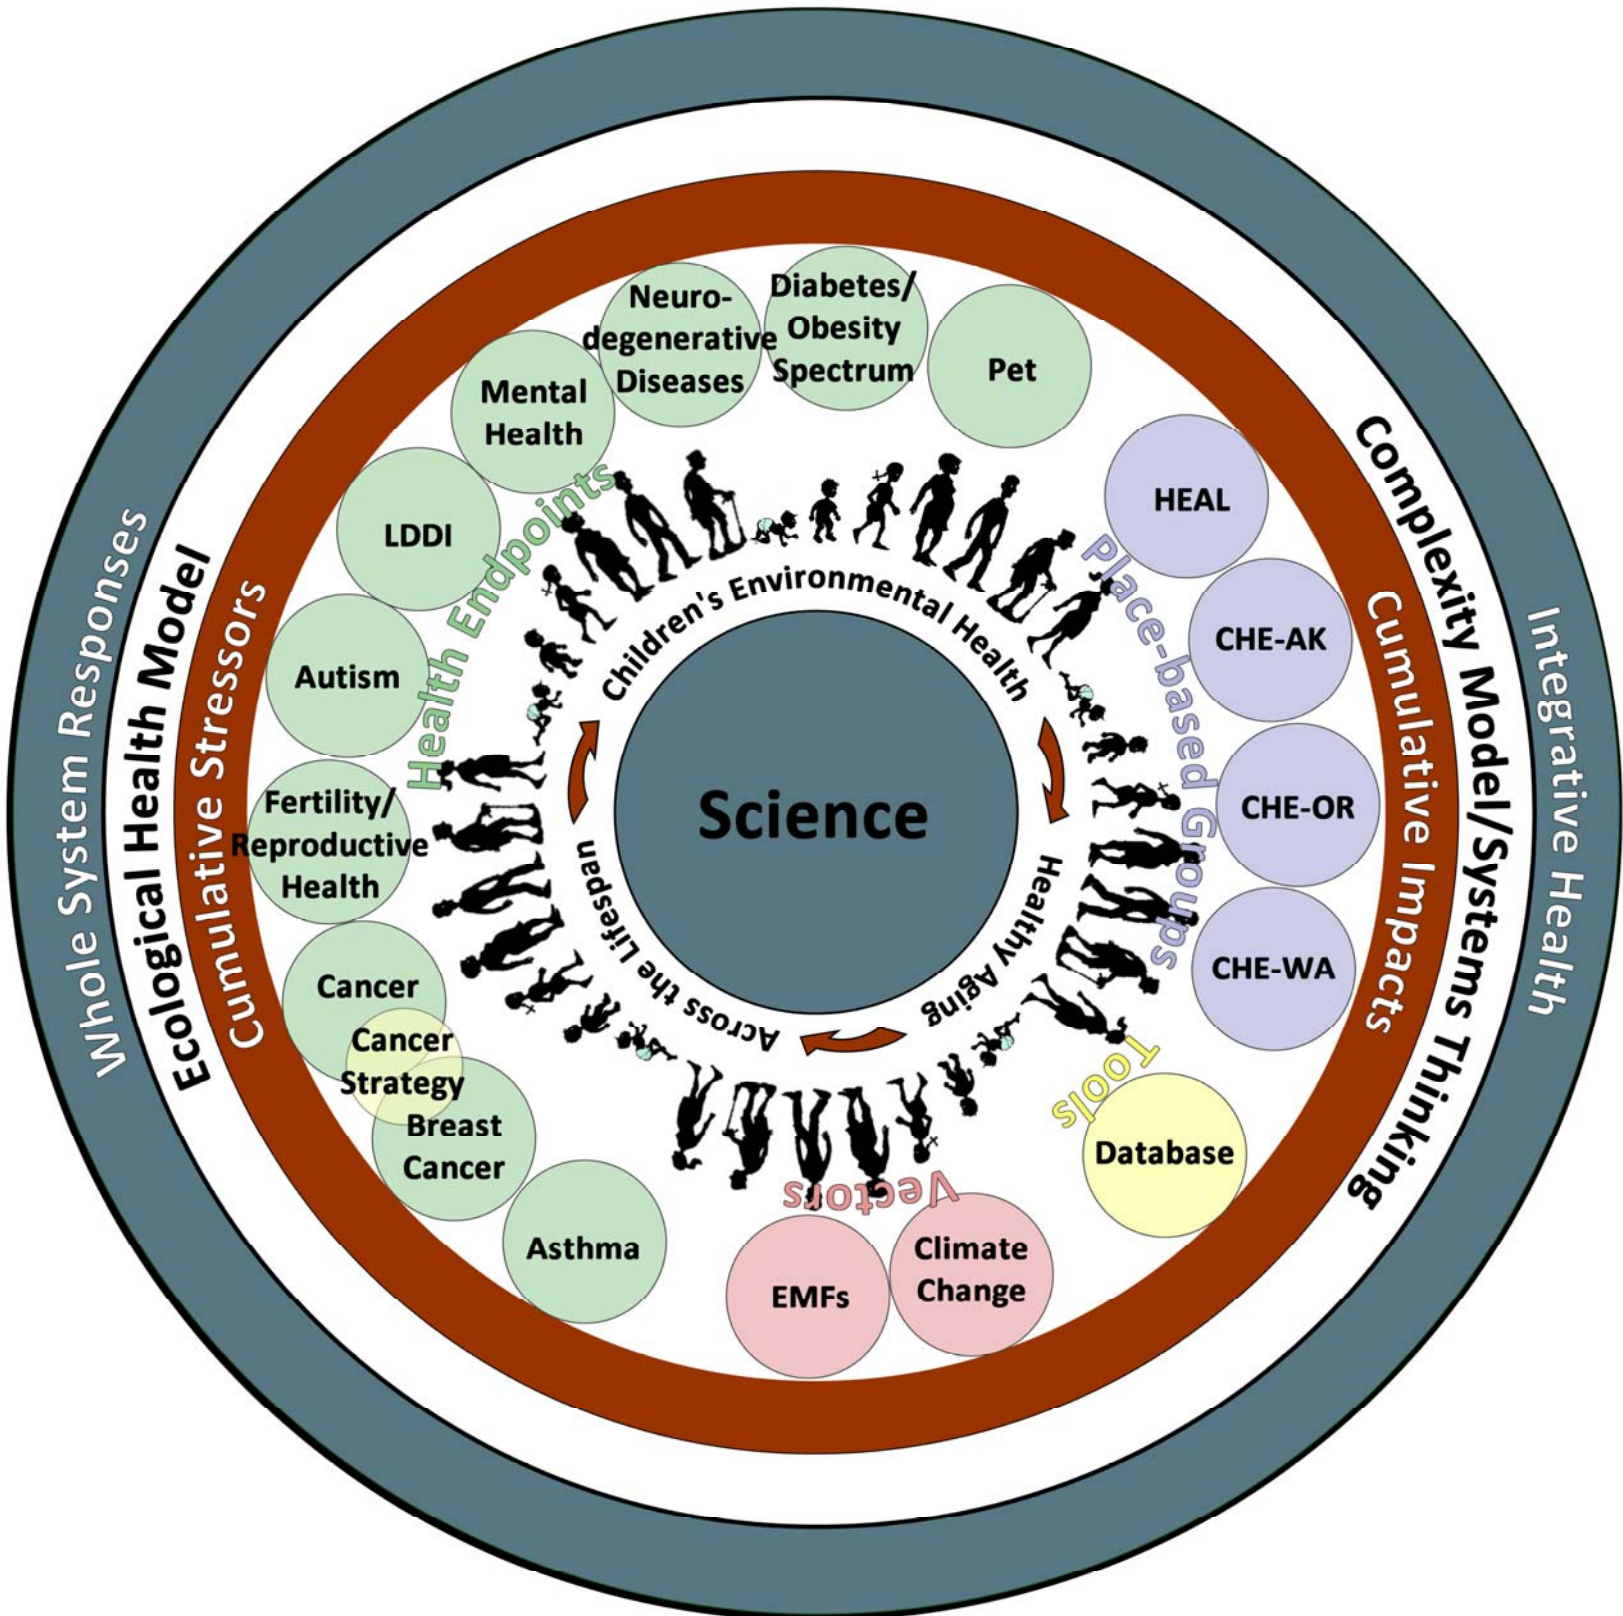 Whole System Responses
Integrative Health
Ecological Health Model
Complexity Model/Systems Thinking
Cumulative Stressors
Cumulative Impacts
Health Endpoints
Neuro-
degenerative
Diseases
Diabetes/
Obesity
Spectrum
Pet
Mental
Health
LDDI
Autism
Fertility/
Reproductive
Health
Cancer
Cancer
Strategy
Breast
Cancer
Asthma
Place-based Groups
HEAL
CHE-AK
CHE-OR
CHE-WA
Tools
Database
Vectors
Climate
Change
EMFs
Children's Environmental Health
Healthy Aging
Across the Lifespan
Science